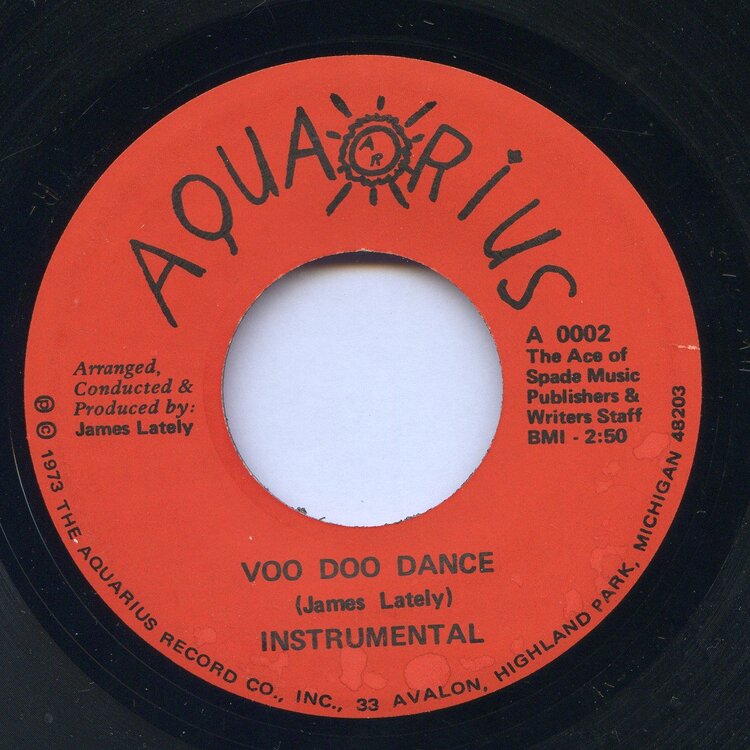 AQUARIUS
AR
A 0002
The Ace of
Spade Music
Publishers &
Writers Staff
BMI - 2:50
Arranged,
Conducted &
Produced by:
James Lately
VOO DOO DANCE
(James Lately)
INSTRUMENTAL
℗ © 1973 THE AQUARIUS RECORD CO., INC., 33 AVALON, HIGHLAND PARK, MICHIGAN 48203